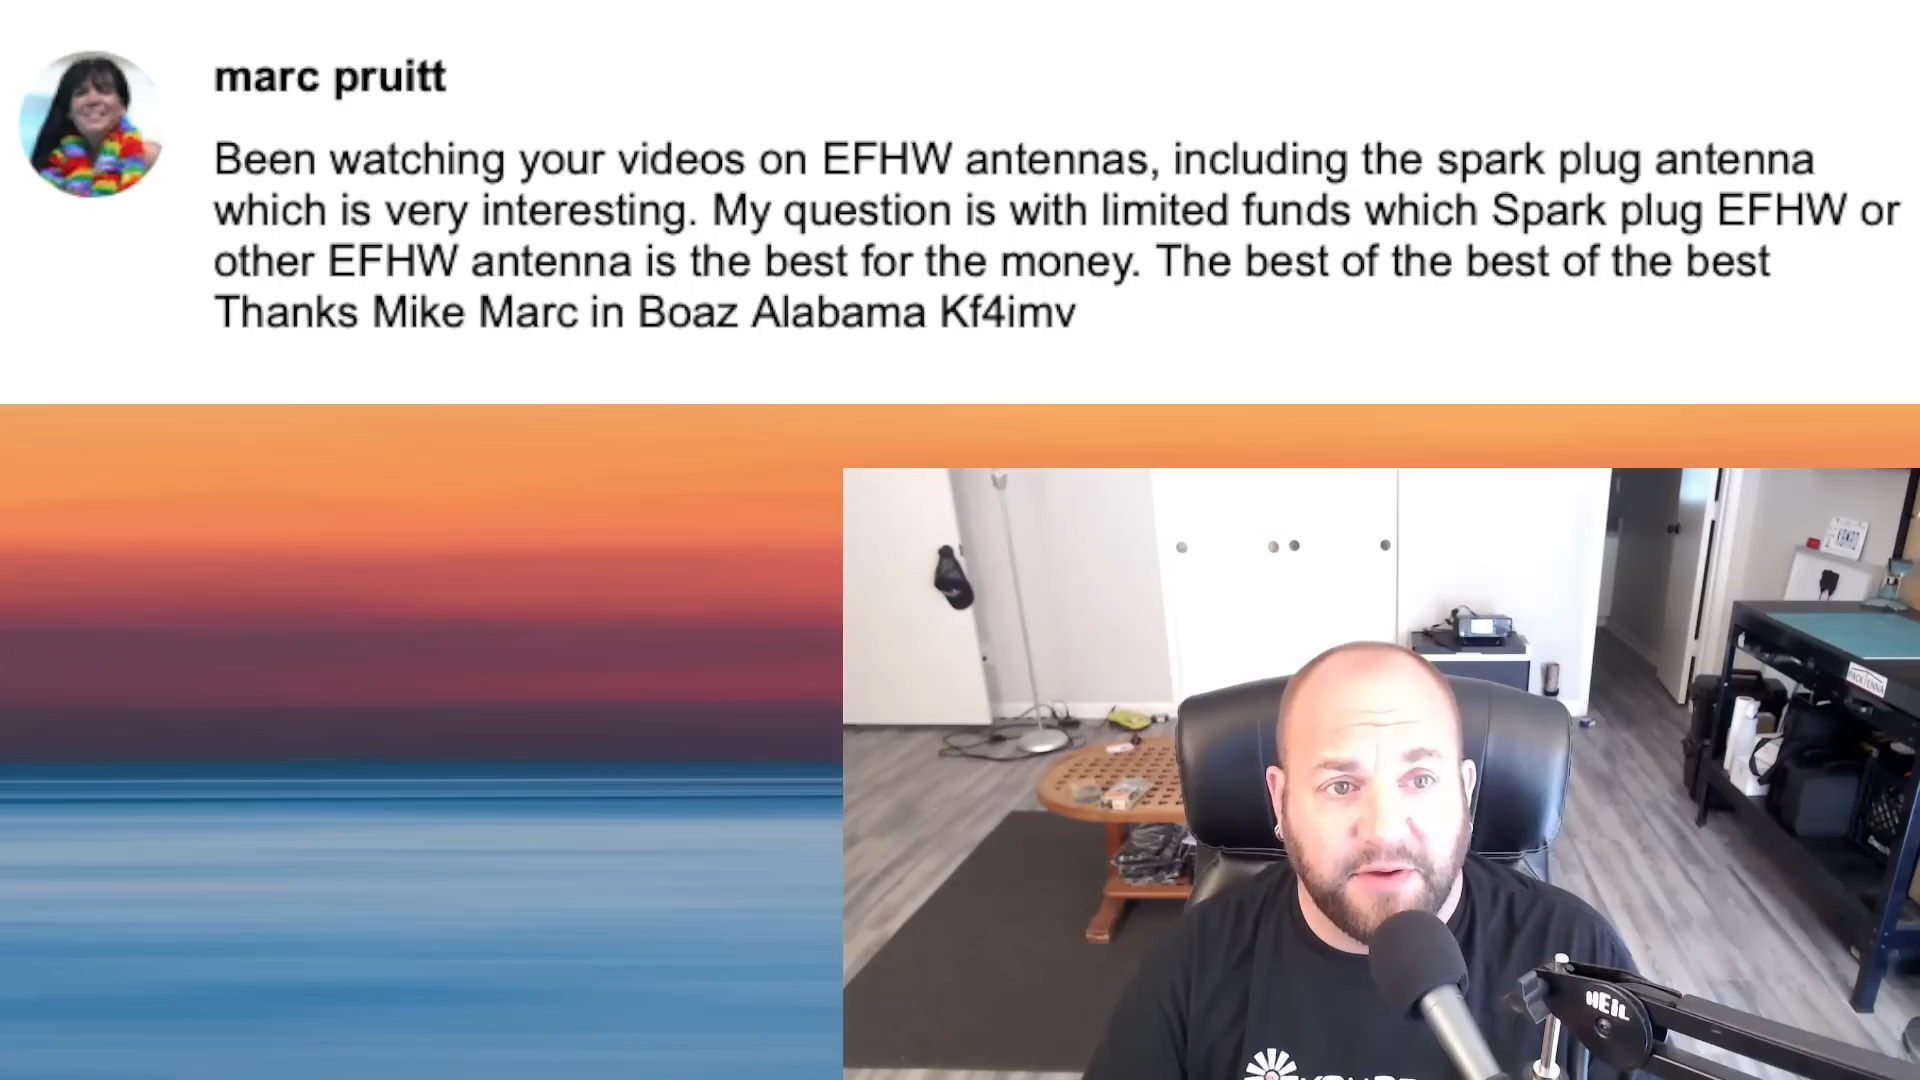 marc pruitt
Been watching your videos on EFHW antennas, including the spark plug antenna
which is very interesting. My question is with limited funds which Spark plug EFHW or
other EFHW antenna is the best for the money. The best of the best of the best
Thanks Mike Marc in Boaz Alabama Kf4imv
PACKTENNA
HEIL